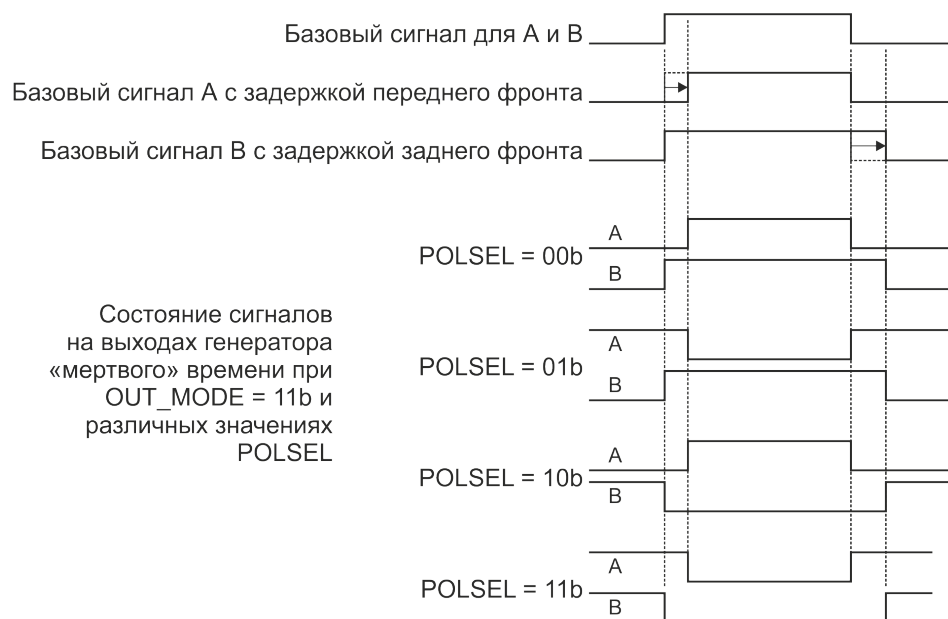 Базовый сигнал для А и В
Базовый сигнал А с задержкой переднего фронта
Базовый сигнал В с задержкой заднего фронта
A
POLSEL = 00b
B
Состояние сигналов
на выходах генератора
«мертвого» времени при
OUT_MODE = 11b и
различных значениях
POLSEL
A
POLSEL = 01b
B
A
POLSEL = 10b
B
A
POLSEL = 11b
B